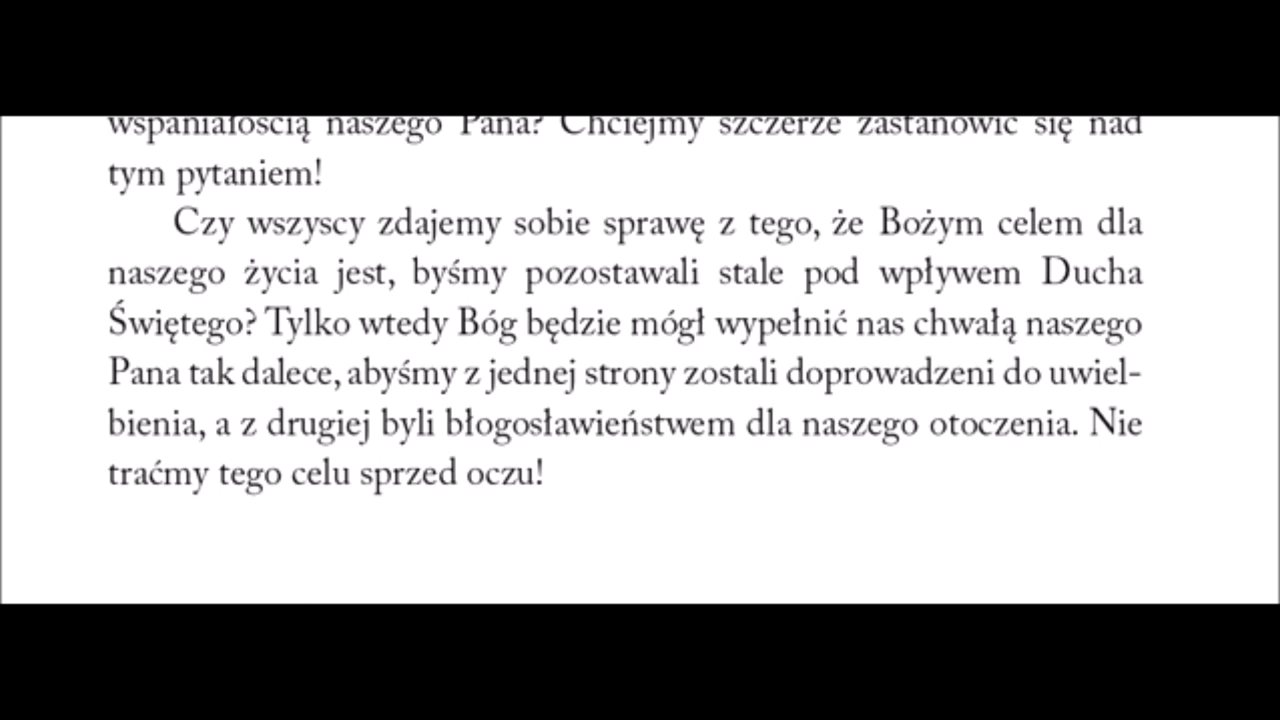 wspaniałością naszego Pana? Chciejmy szczerze zastanowić się nad
tym pytaniem!
Czy wszyscy zdajemy sobie sprawę z tego, że Bożym celem dla
naszego życia jest, byśmy pozostawali stale pod wpływem Ducha
Świętego? Tylko wtedy Bóg będzie mógł wypełnić nas chwałą naszego
Pana tak dalece, abyśmy z jednej strony zostali doprowadzeni do uwiel-
bienia, a z drugiej byli błogosławieństwem dla naszego otoczenia. Nie
traćmy tego celu sprzed oczu!